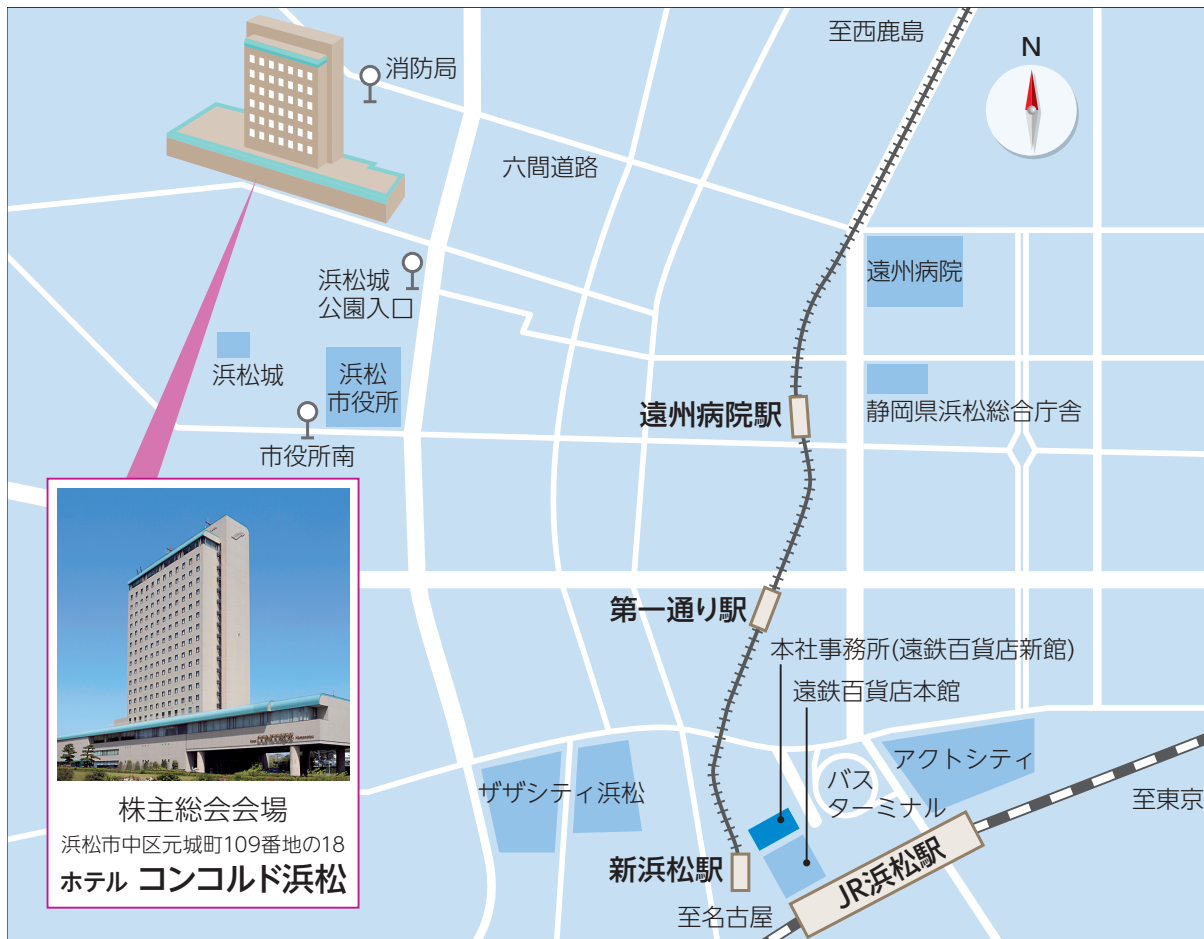 至西鹿島
N
消防局
六間道路
遠州病院
浜松城
公園入口
浜松城
浜松
市役所
静岡県浜松総合庁舎
遠州病院駅
市役所南
第一通り駅
本社事務所(遠鉄百貨店新館)
遠鉄百貨店本館
アクトシティ
バス
ターミナル
ザザシティ浜松
至東京
新浜松駅
JR浜松駅
至名古屋
株主総会会場
浜松市中区元城町109番地の18
ホテル コンコルド浜松